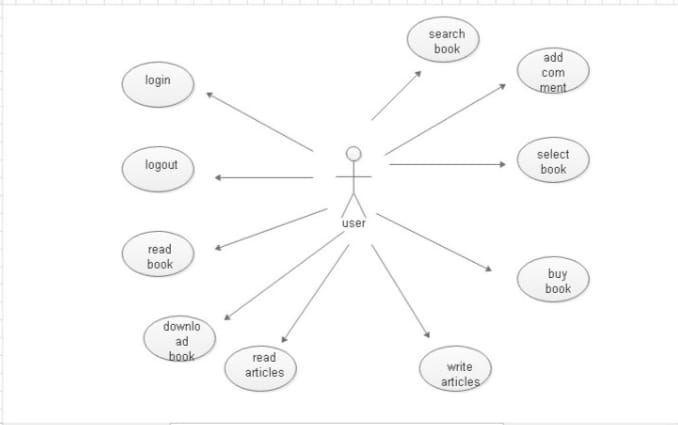 search
book
add
com
ment
login
logout
select
book
user
read
book
buy
book
downlo
ad
book
read
articles
write
articles